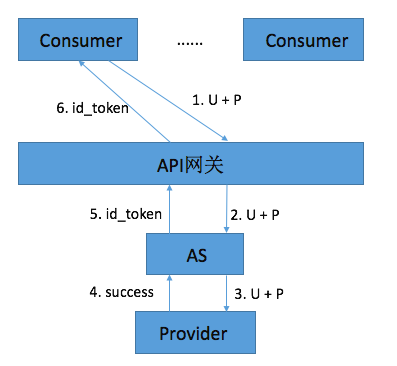 Consumer
......
Consumer
1. U + P
6. id_token
API网关
5. id_token
2. U + P
AS
4. success
3. U + P
Provider